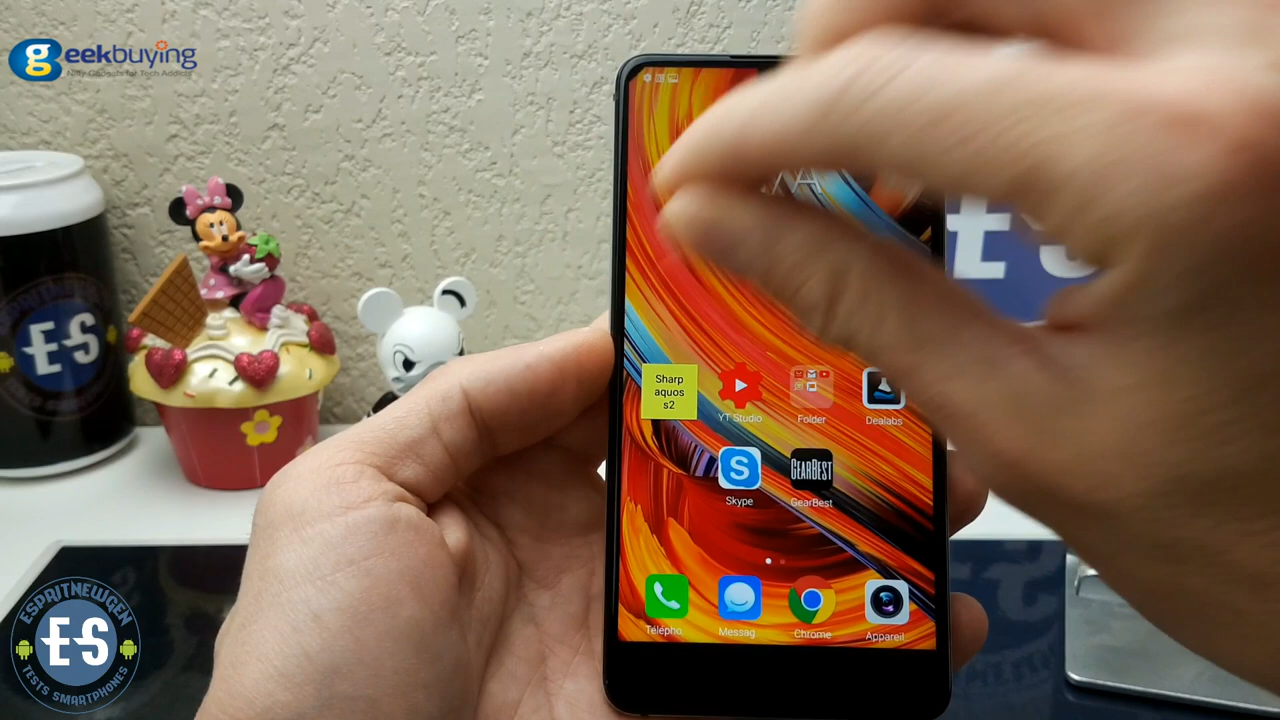 geekbuying
Nifty Gadgets for Tech Addicts
ES
Sharp
aquos
s2
YT Studio
Folder
Dealabs
S
Skype
GEARBEST
GearBest
Télépho
Messag
Chrome
Appareil
ESPRITNEWGEN
ES
TESTS SMARTPHONES